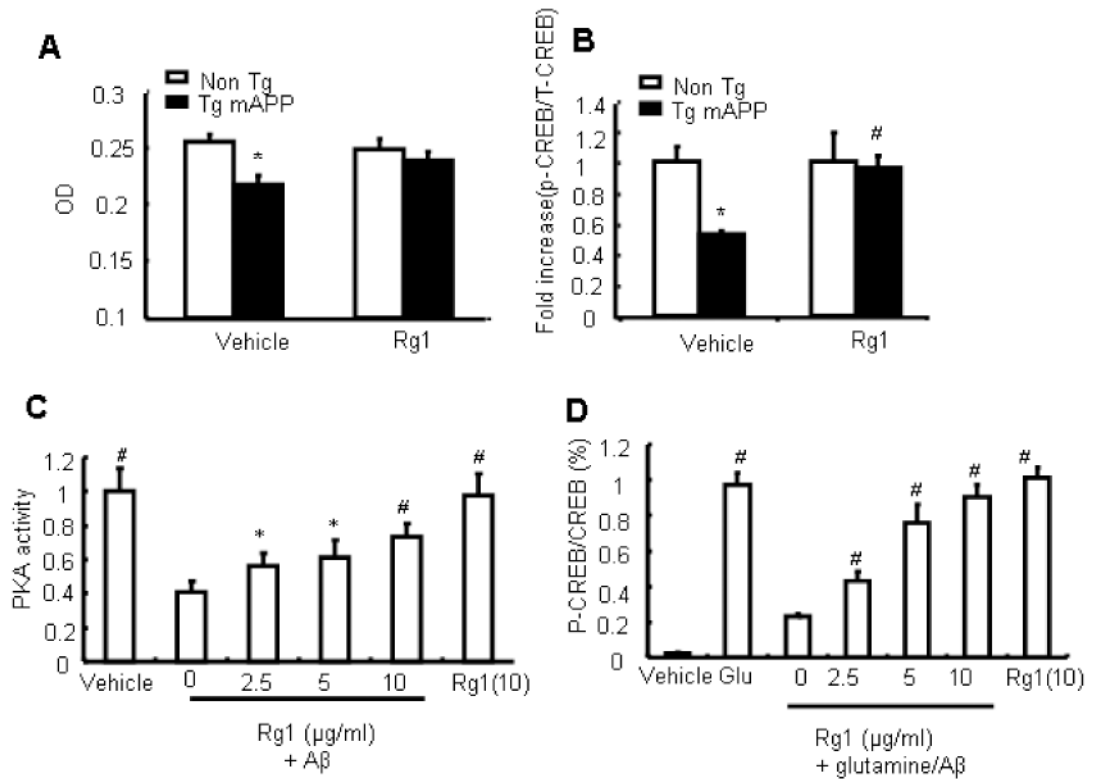 A
Non Tg
Tg mAPP
0.3
0.25
0.2
0.15
0.1
OD
*
Vehicle
Rg1
B
Non Tg
Tg mAPP
1.4
1.2
1
0.8
0.6
0.4
0.2
0
Fold increase(p-CREB/T-CREB)
*
#
Vehicle
Rg1
C
1.2
1
0.8
0.6
0.4
0.2
0
PKA activity
#
*
*
#
#
Vehicle
0
2.5
5
10
Rg1(10)
Rg1 (µg/ml)
+ Aβ
D
1.2
1
0.8
0.6
0.4
0.2
0
P-CREB/CREB (%)
#
#
#
#
#
Vehicle Glu
0
2.5
5
10
Rg1(10)
Rg1 (µg/ml)
+ glutamine/Aβ